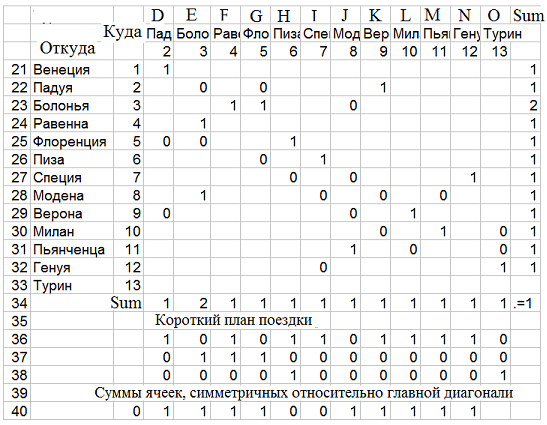 D E F G H I J K L M N O Sum
Куда Пад Боло Раве Фло Пиза Спе Мод Вер Мил Пья Гену Турин
Откуда 2 3 4 5 6 7 8 9 10 11 12 13
21 Венеция 1 1 1
22 Падуя 2 0 0 1 1
23 Болонья 3 1 1 0 2
24 Равенна 4 1 1
25 Флоренция 5 0 0 1 1
26 Пиза 6 0 1 1
27 Специя 7 0 0 1 1
28 Модена 8 1 0 0 0 1
29 Верона 9 0 0 1 1
30 Милан 10 0 1 0 1
31 Пьянченца 11 1 0 0 1
32 Генуя 12 0 1 1
33 Турин 13
34 Sum 1 2 1 1 1 1 1 1 1 1 1 1 .=1
35 Короткий план поездки
36 1 0 1 0 1 1 0 1 1 1 1 0
37 0 1 1 1 0 0 0 0 0 0 0 0
38 0 0 0 0 1 0 0 0 0 0 0 1
39 Суммы ячеек, симметричных относительно главной диагонали
40 0 1 1 1 1 0 0 1 1 1 1 1